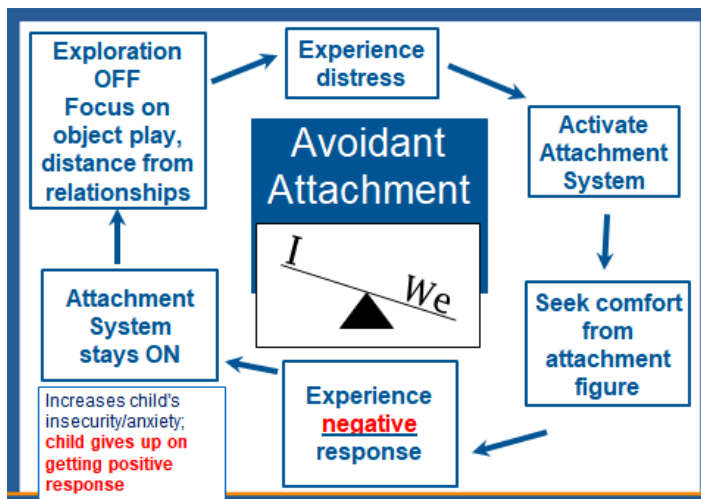 Exploration
OFF
Focus on
object play,
distance from
relationships
Experience
distress
Activate
Attachment
System
Avoidant
Attachment
I
We
Seek comfort
from
attachment
figure
Experience
negative
response
Attachment
System
stays ON
Increases child's
insecurity/anxiety;
child gives up on
getting positive
response